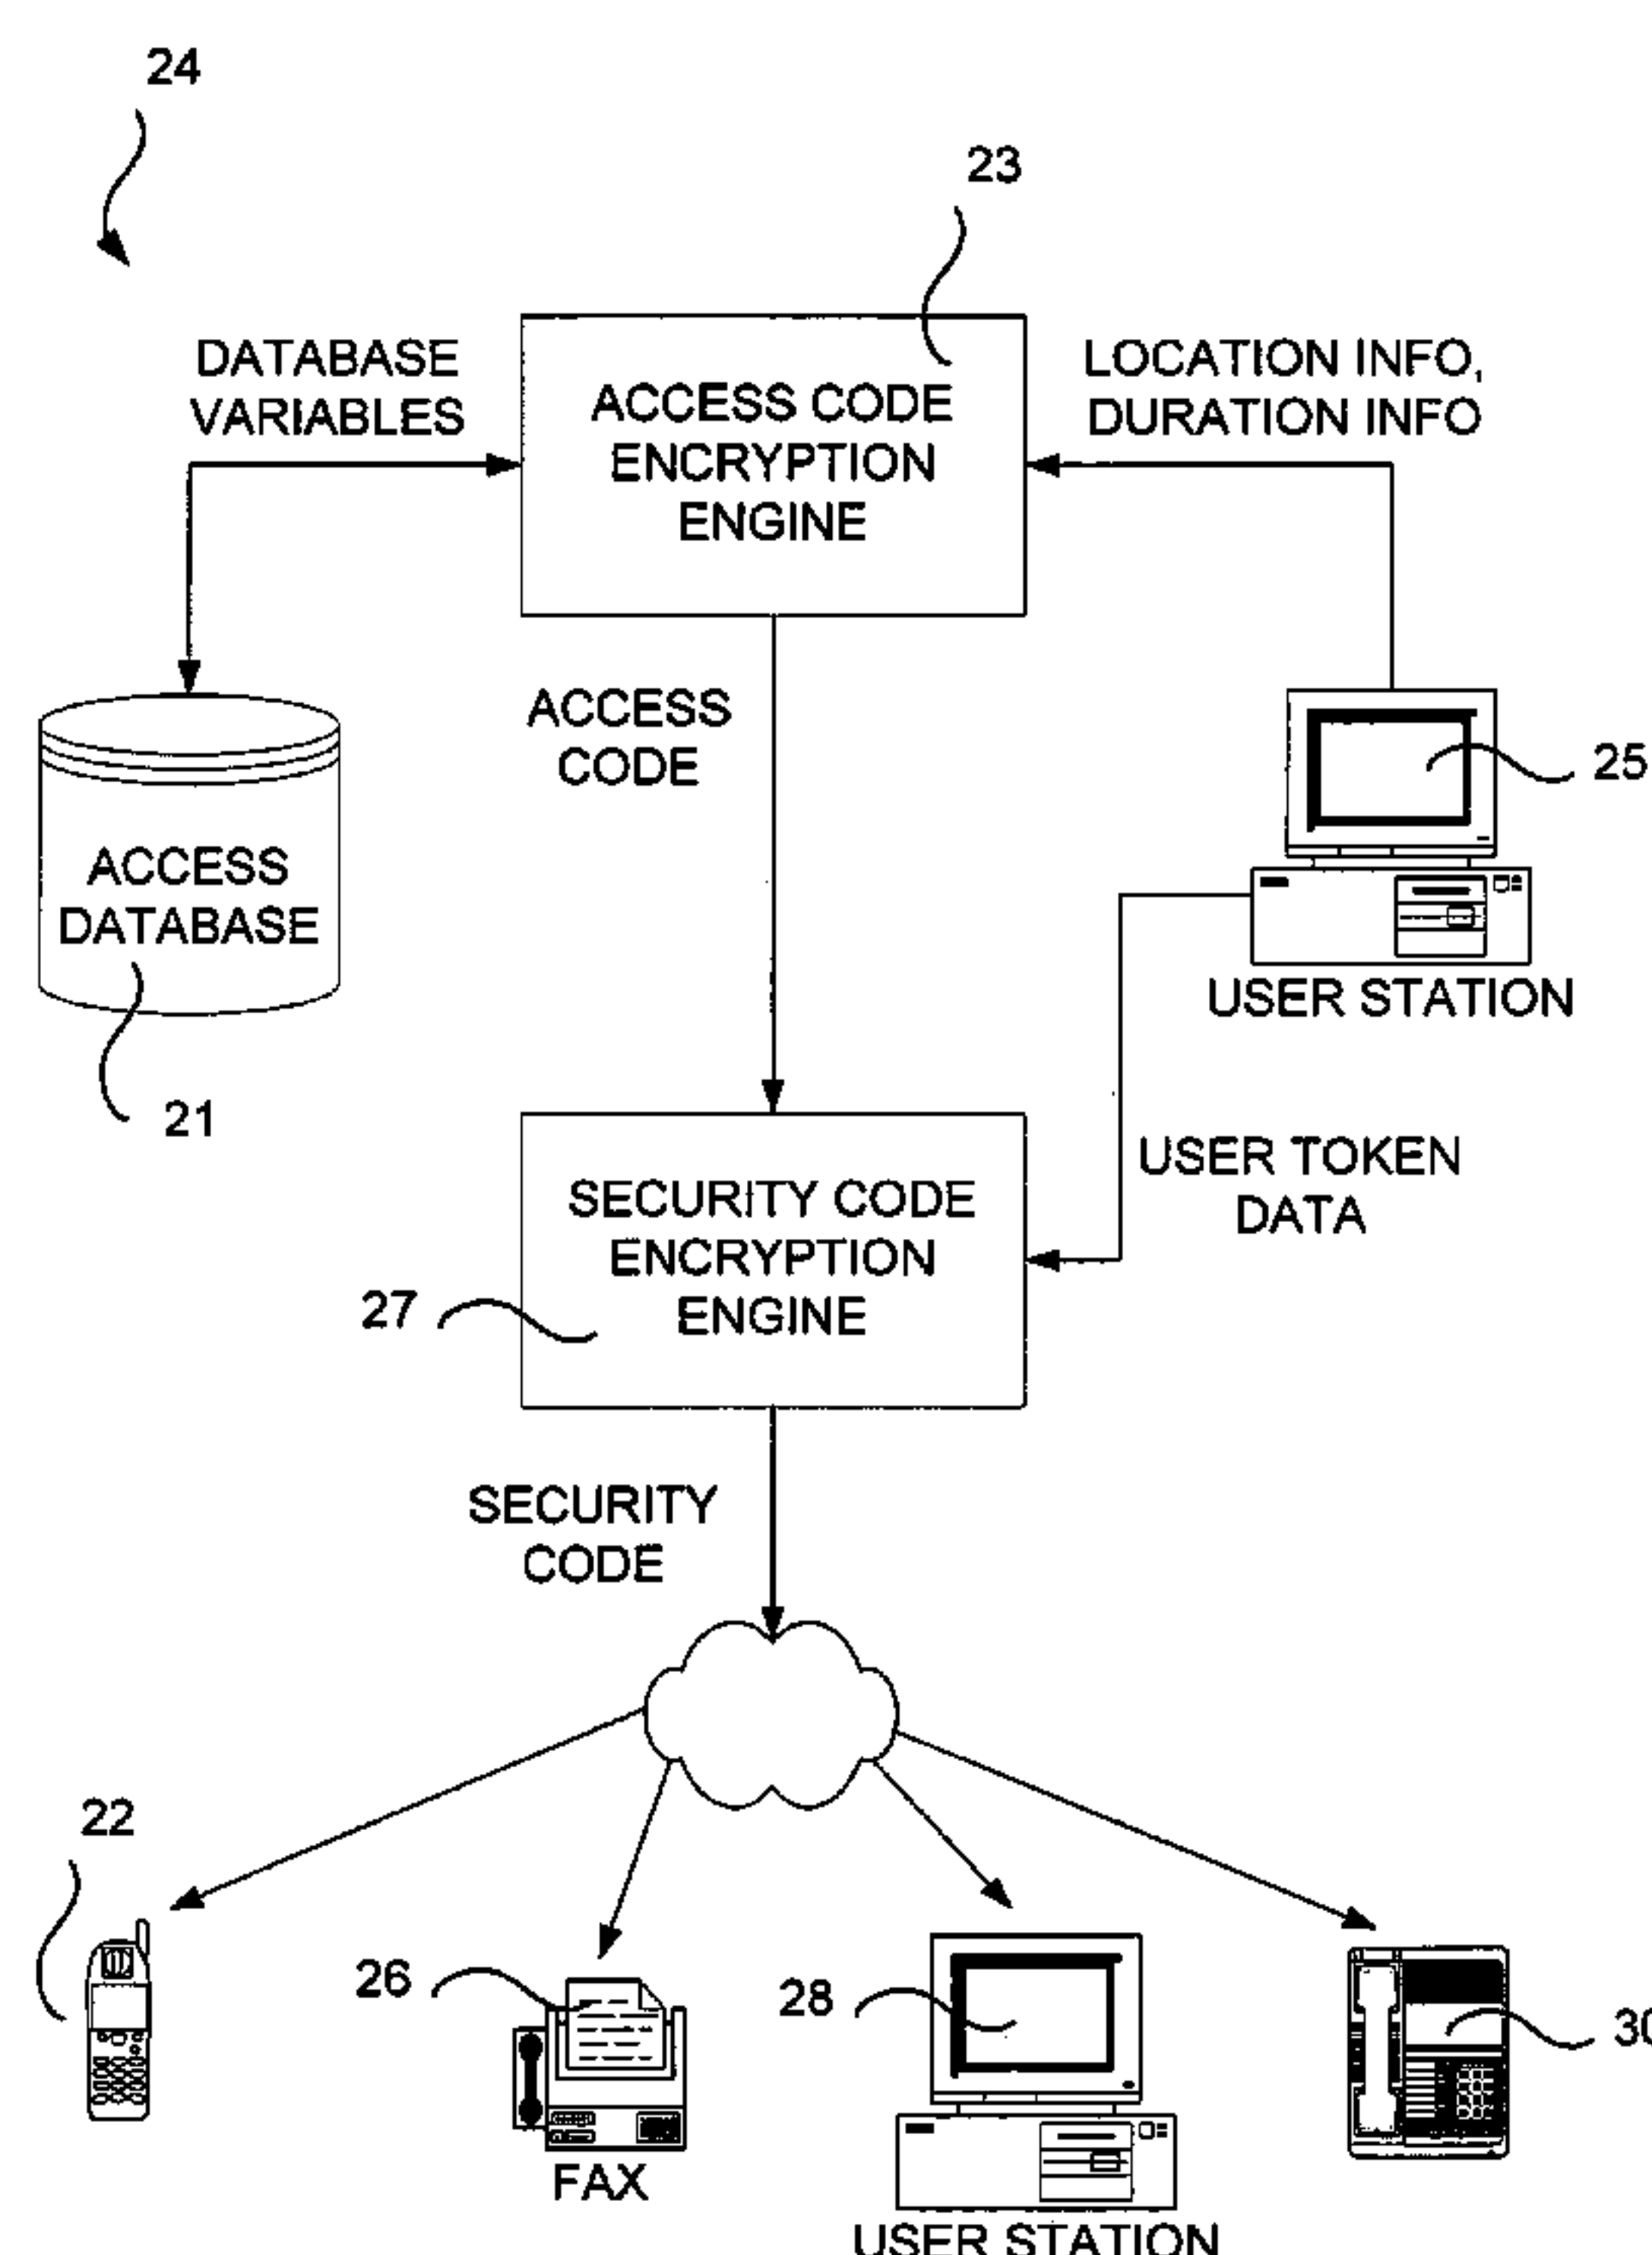 24
23
DATABASE
VARIABLES
ACCESS CODE
ENCRYPTION
ENGINE
LOCATION INFO,
DURATION INFO
ACCESS
CODE
25
ACCESS
DATABASE
USER STATION
21
USER TOKEN
DATA
SECURITY CODE
ENCRYPTION
ENGINE
27
SECURITY
CODE
22
26
28
30
FAX
USER STATION